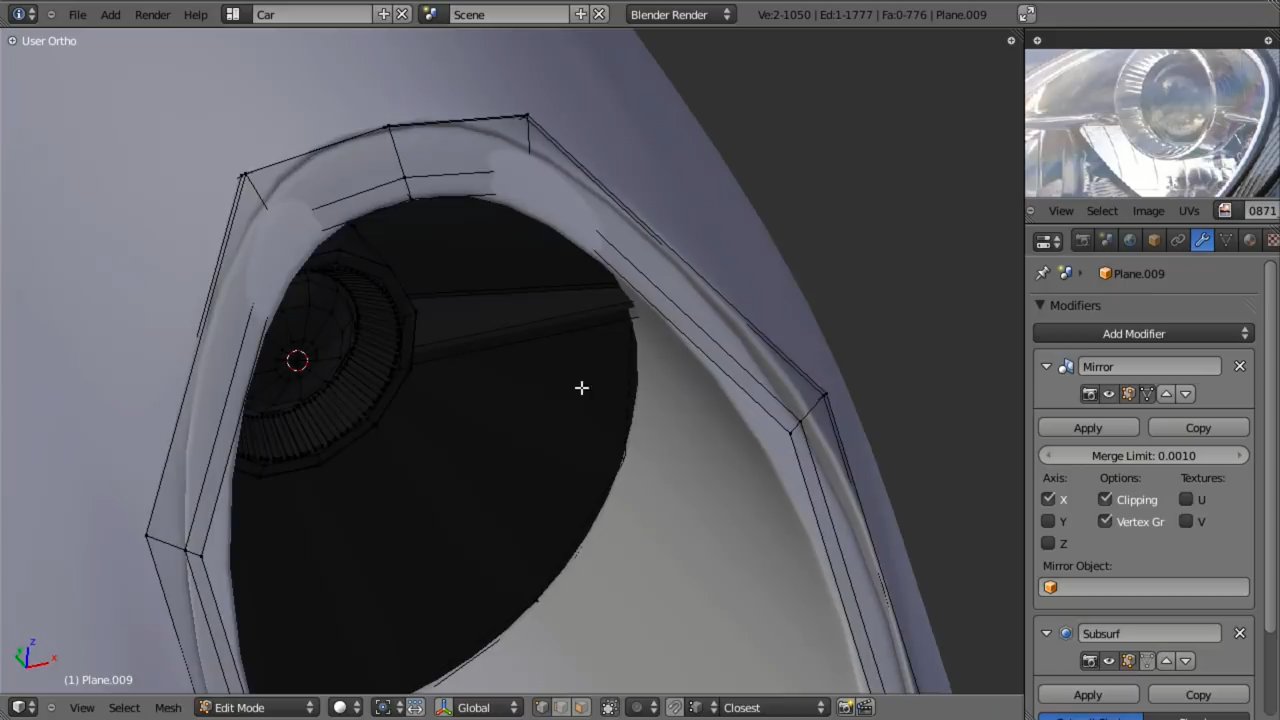 File Add Render Help Car Scene Blender Render Ve:2-1050 | Ed:1-1777 | Fa:0-776 | Plane.009
User Ortho
View Select Image UVs 0871
Plane.009
Modifiers
Add Modifier
Mirror
Apply Copy
Merge Limit: 0.0010
Axis: Options: Textures:
X Clipping U
Y Vertex Gr V
Z
Mirror Object:
Subsurf
z
x
(1) Plane.009
Apply Copy
View Select Mesh Edit Mode Global Closest